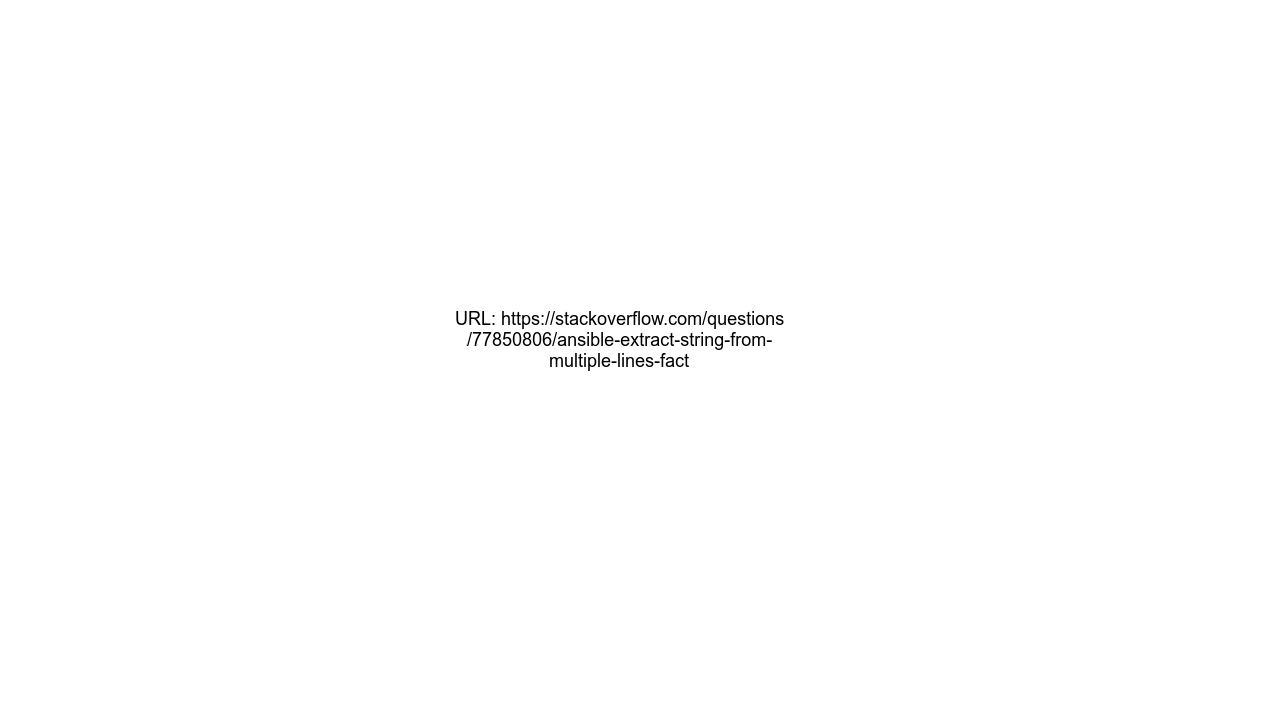 URL: https://stackoverflow.com/questions
/77850806/ansible-extract-string-from-
multiple-lines-fact